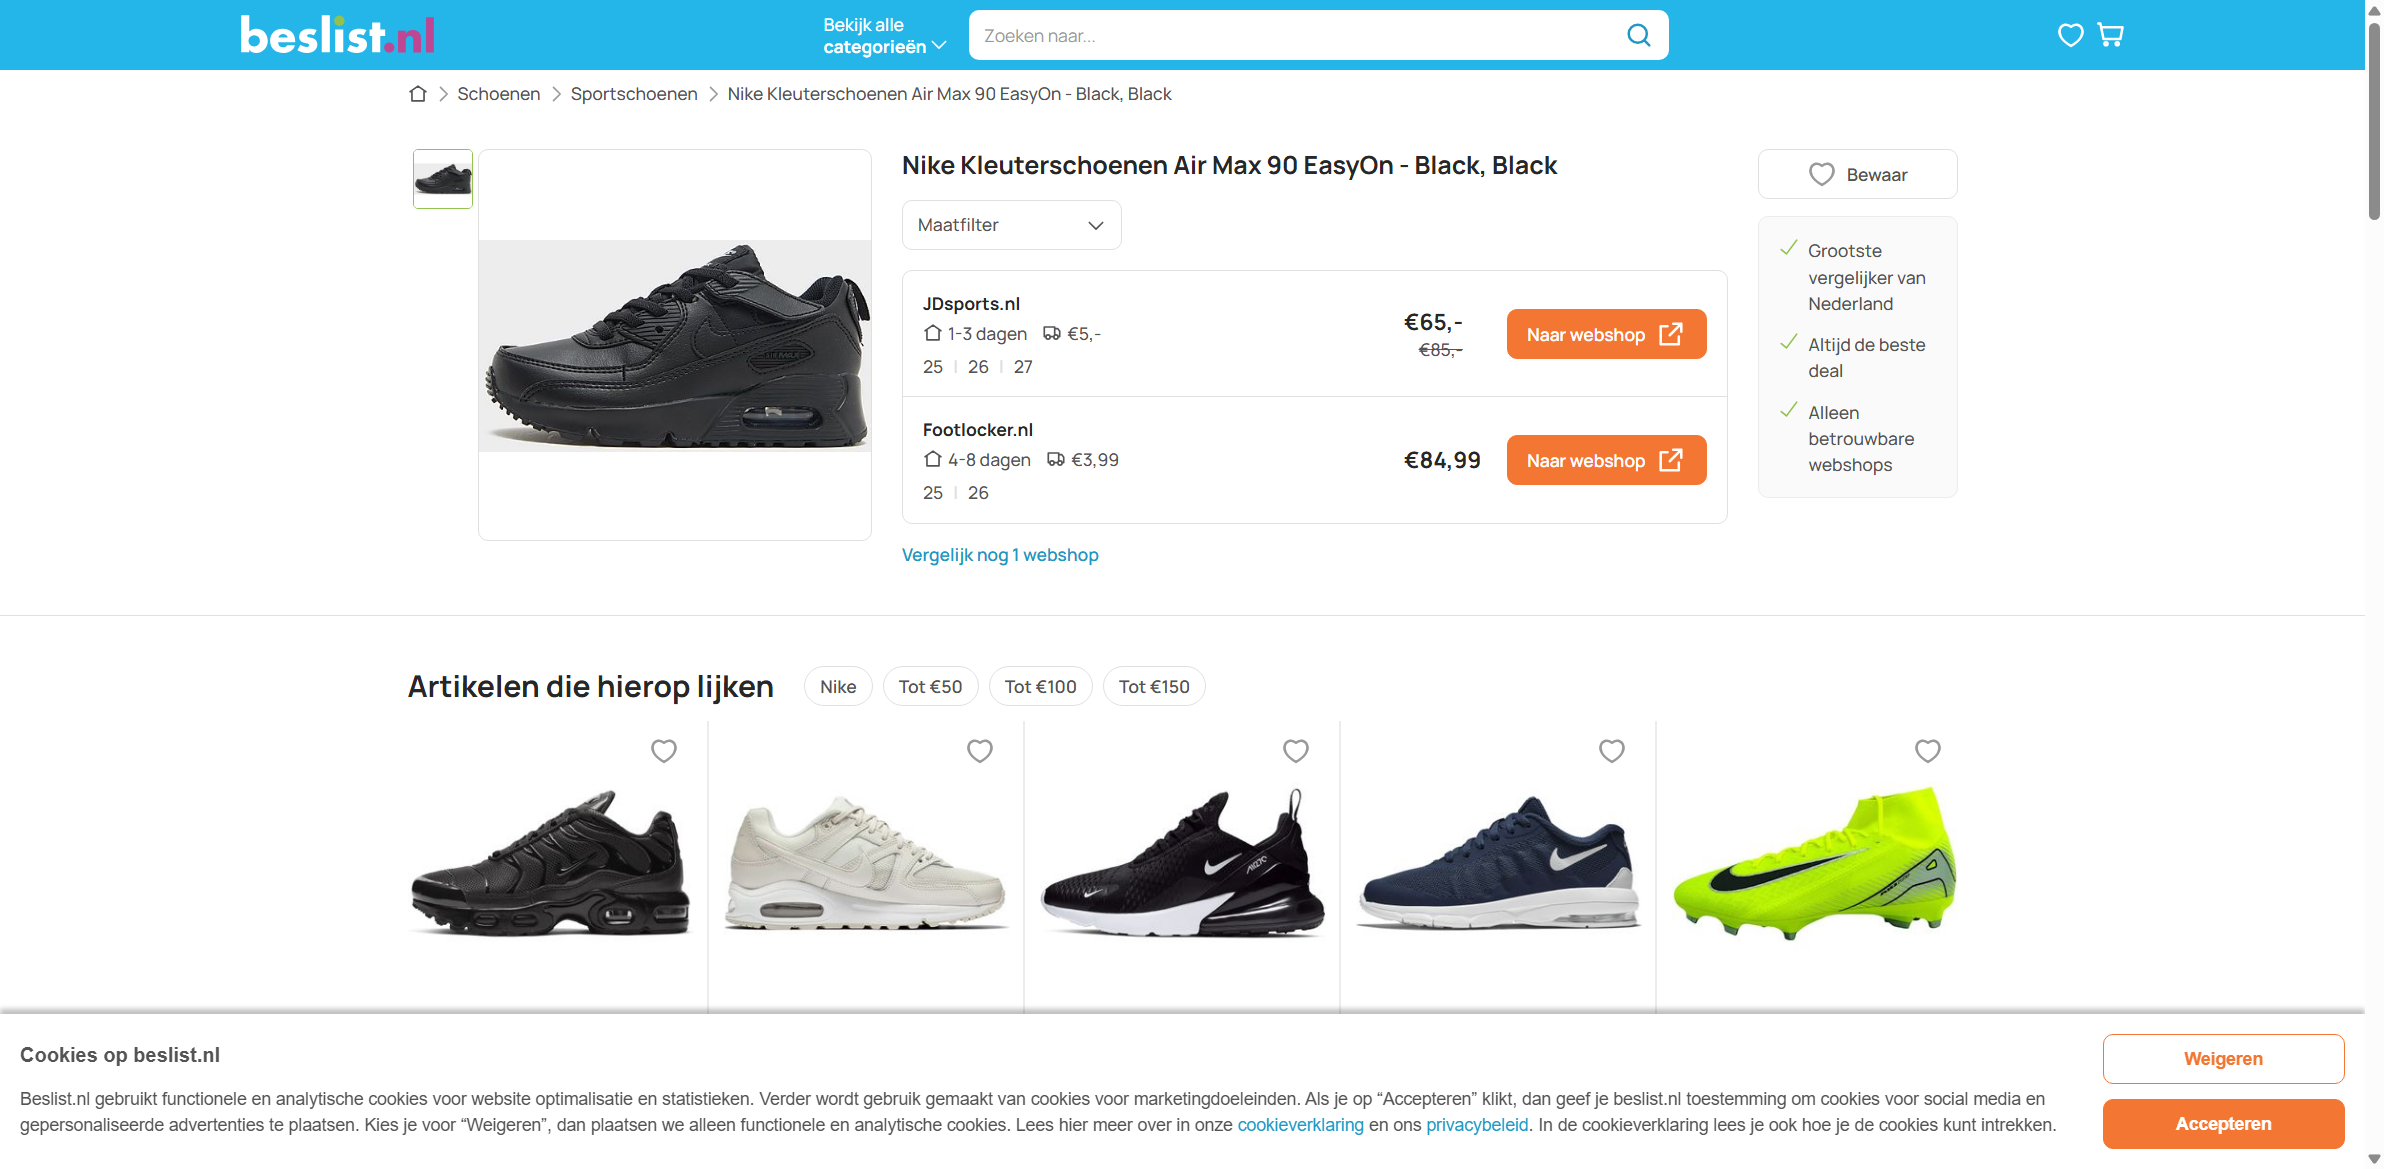 beslist.nl
Bekijk alle
categorieën
Zoeken naar...
Schoenen
Sportschoenen
Nike Kleuterschoenen Air Max 90 EasyOn - Black, Black
Nike Kleuterschoenen Air Max 90 EasyOn - Black, Black
Maatfilter
JDsports.nl
1-3 dagen €5,-
25 | 26 | 27
€65,-
€85,-
Naar webshop
Footlocker.nl
4-8 dagen €3,99
25 | 26
€84,99
Naar webshop
Vergelijk nog 1 webshop
Bewaar
Grootste
vergelijker van
Nederland
Altijd de beste
deal
Alleen
betrouwbare
webshops
Artikelen die hierop lijken
Nike
Tot €50
Tot €100
Tot €150
Cookies op beslist.nl
Beslist.nl gebruikt functionele en analytische cookies voor website optimalisatie en statistieken. Verder wordt gebruik gemaakt van cookies voor marketingdoeleinden. Als je op “Accepteren” klikt, dan geef je beslist.nl toestemming om cookies voor social media en
gepersonaliseerde advertenties te plaatsen. Kies je voor “Weigeren”, dan plaatsen we alleen functionele en analytische cookies. Lees hier meer over in onze cookieverklaring en ons privacybeleid. In de cookieverklaring lees je ook hoe je de cookies kunt intrekken.
Weigeren
Accepteren